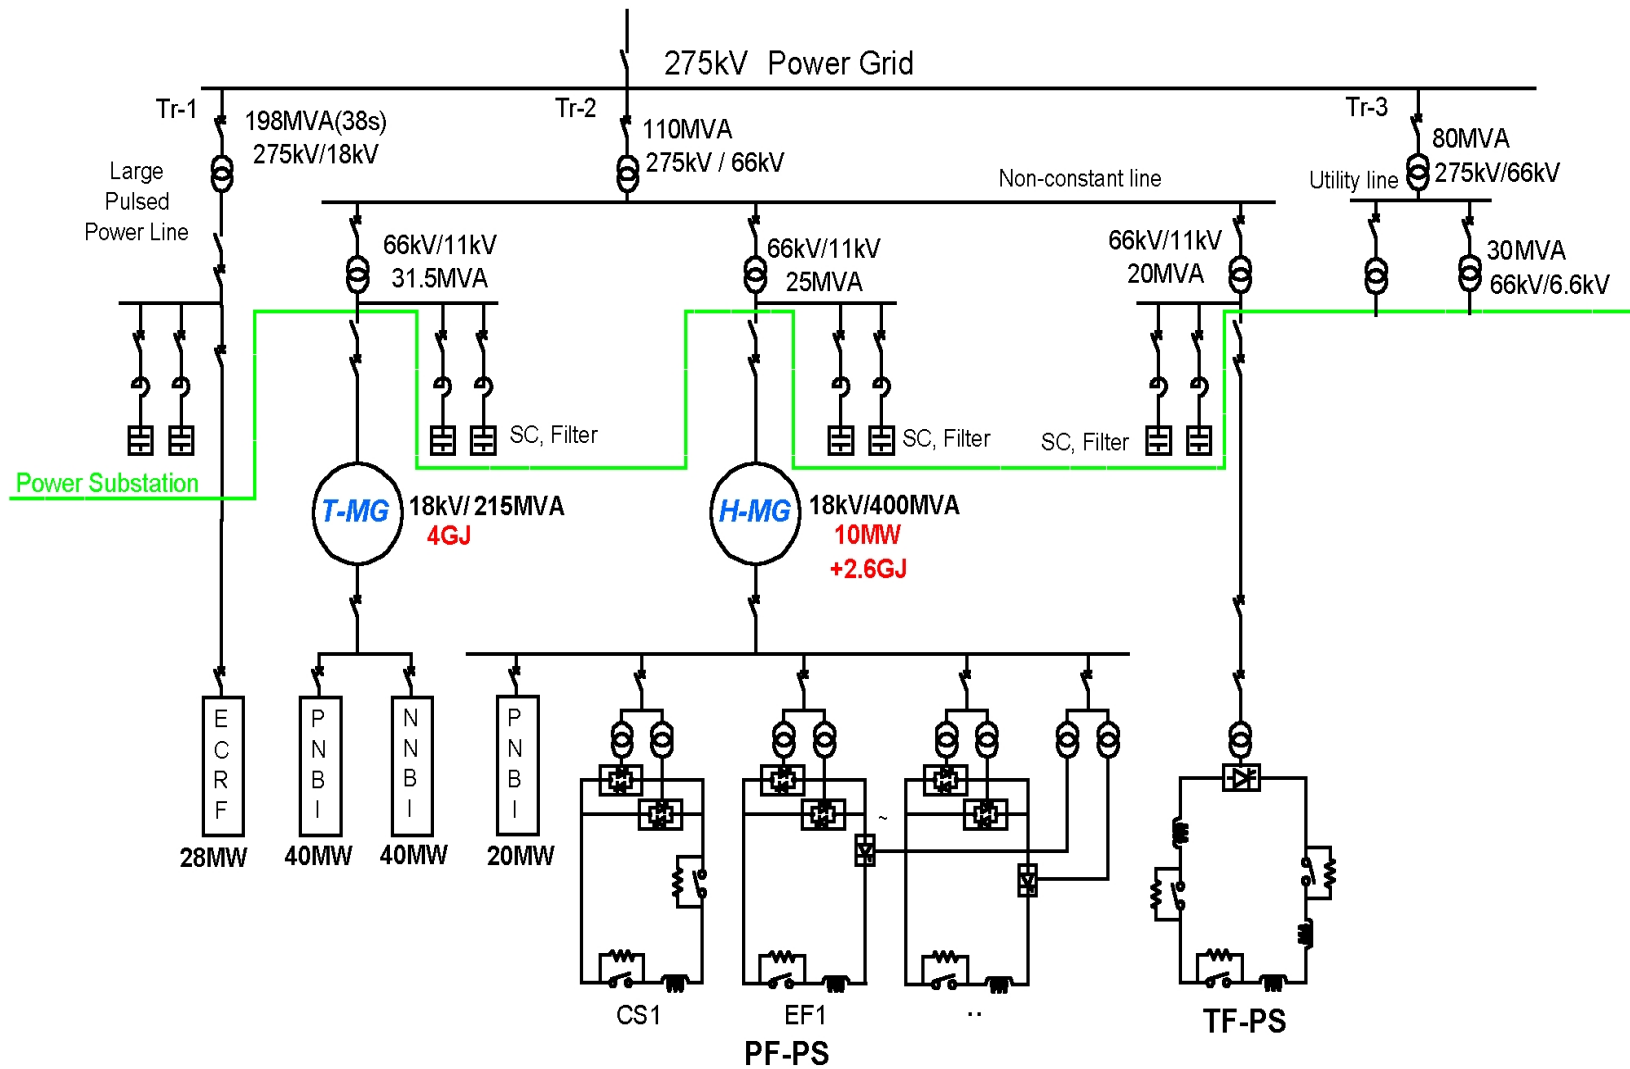 275kV Power Grid
Tr-1
Tr-2
Tr-3
198MVA(38s)
275kV/18kV
110MVA
275kV / 66kV
80MVA
275kV/66kV
Large
Pulsed
Power Line
Non-constant line
Utility line
66kV/11kV
31.5MVA
66kV/11kV
25MVA
66kV/11kV
20MVA
30MVA
66kV/6.6kV
SC, Filter
SC, Filter
SC, Filter
Power Substation
T-MG
18kV/ 215MVA
4GJ
H-MG
18kV/400MVA
10MW
+2.6GJ
ECRF
PNBI
NNBI
PNBI
28MW
40MW
40MW
20MW
~
CS1
EF1
..
PF-PS
TF-PS